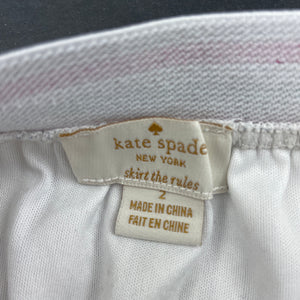 kate spade
NEW YORK
skirt the rules
2
MADE IN CHINA
FAIT EN CHINE